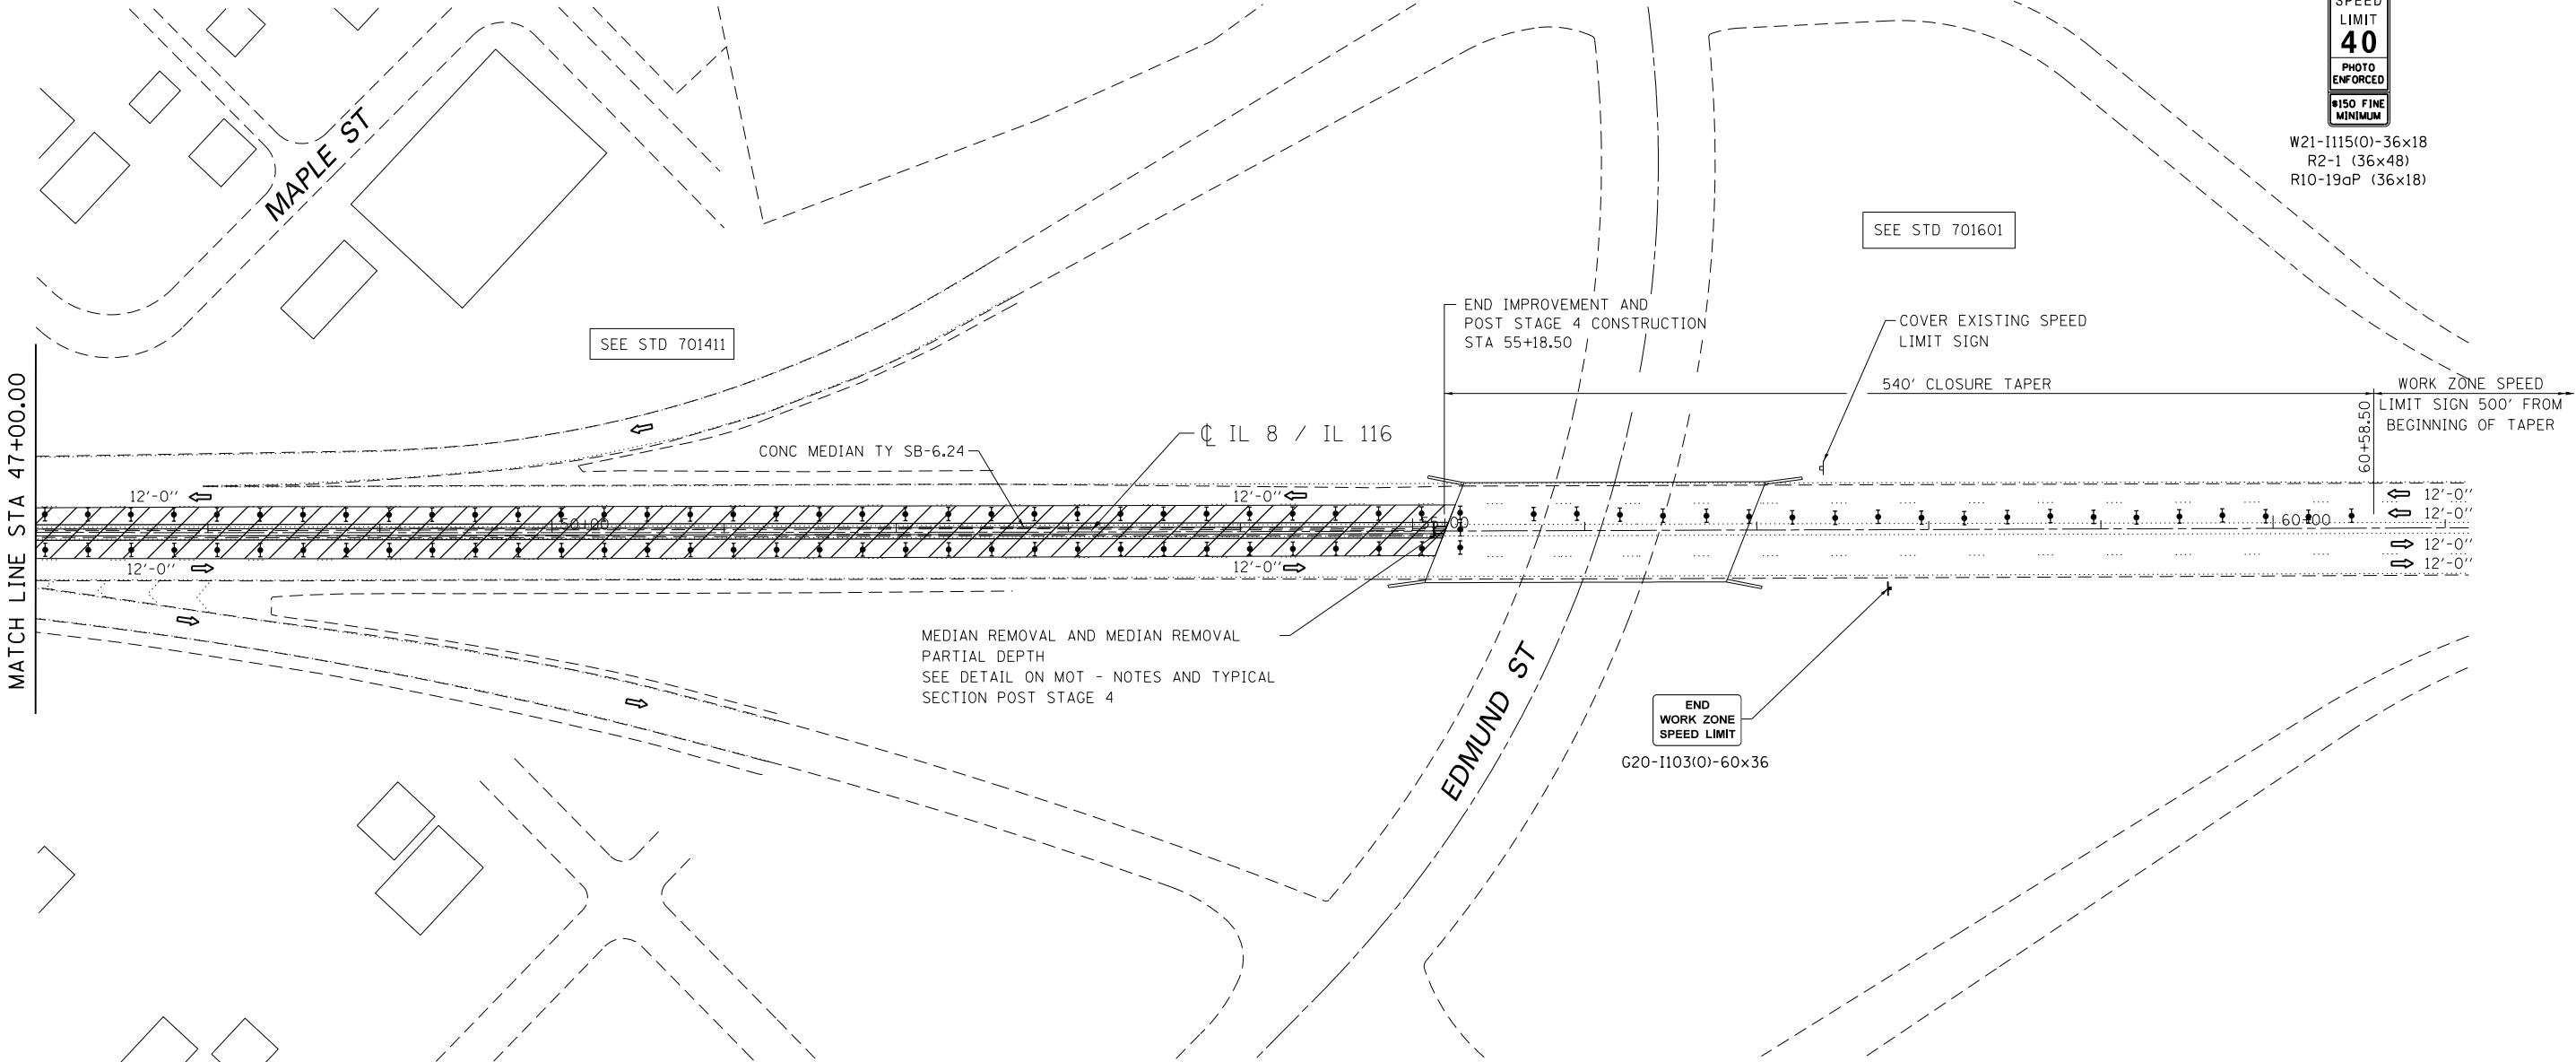 SPEED
LIMIT
40
PHOTO
ENFORCED
$150 FINE
MINIMUM
W21-I115(O)-36x18
R2-1 (36x48)
R10-19aP (36x18)
MAPLE ST
SEE STD 701601
SEE STD 701411
END IMPROVEMENT AND
POST STAGE 4 CONSTRUCTION
STA 55+18.50
COVER EXISTING SPEED
LIMIT SIGN
540' CLOSURE TAPER
WORK ZONE SPEED
LIMIT SIGN 500' FROM
BEGINNING OF TAPER
60+58.50
MATCH LINE STA 47+00.00
CONC MEDIAN TY SB-6.24
℄ IL 8 / IL 116
12'-0"
12'-0"
12'-0"
12'-0"
50+00
60+00
12'-0"
12'-0"
12'-0"
12'-0"
MEDIAN REMOVAL AND MEDIAN REMOVAL
PARTIAL DEPTH
SEE DETAIL ON MOT - NOTES AND TYPICAL
SECTION POST STAGE 4
EDMUND ST
END
WORK ZONE
SPEED LIMIT
G20-I103(O)-60x36